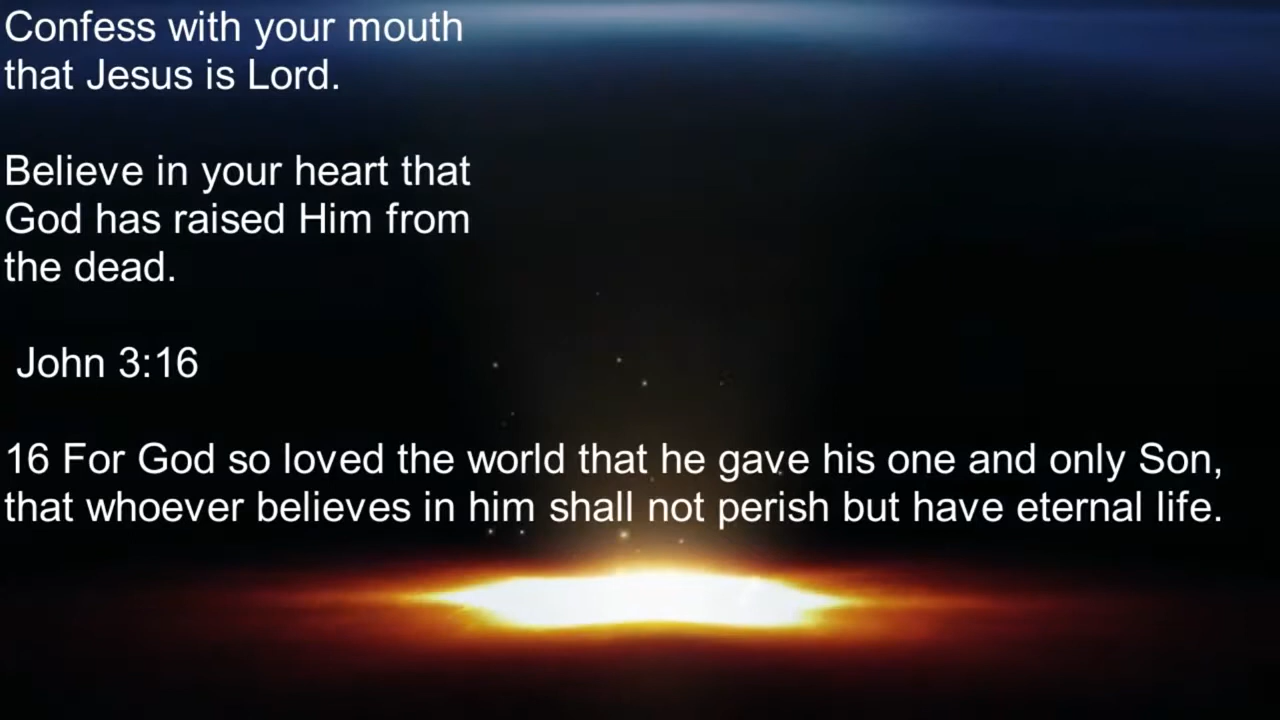 Confess with your mouth
that Jesus is Lord.
Believe in your heart that
God has raised Him from
the dead.
John 3:16
16 For God so loved the world that he gave his one and only Son,
that whoever believes in him shall not perish but have eternal life.